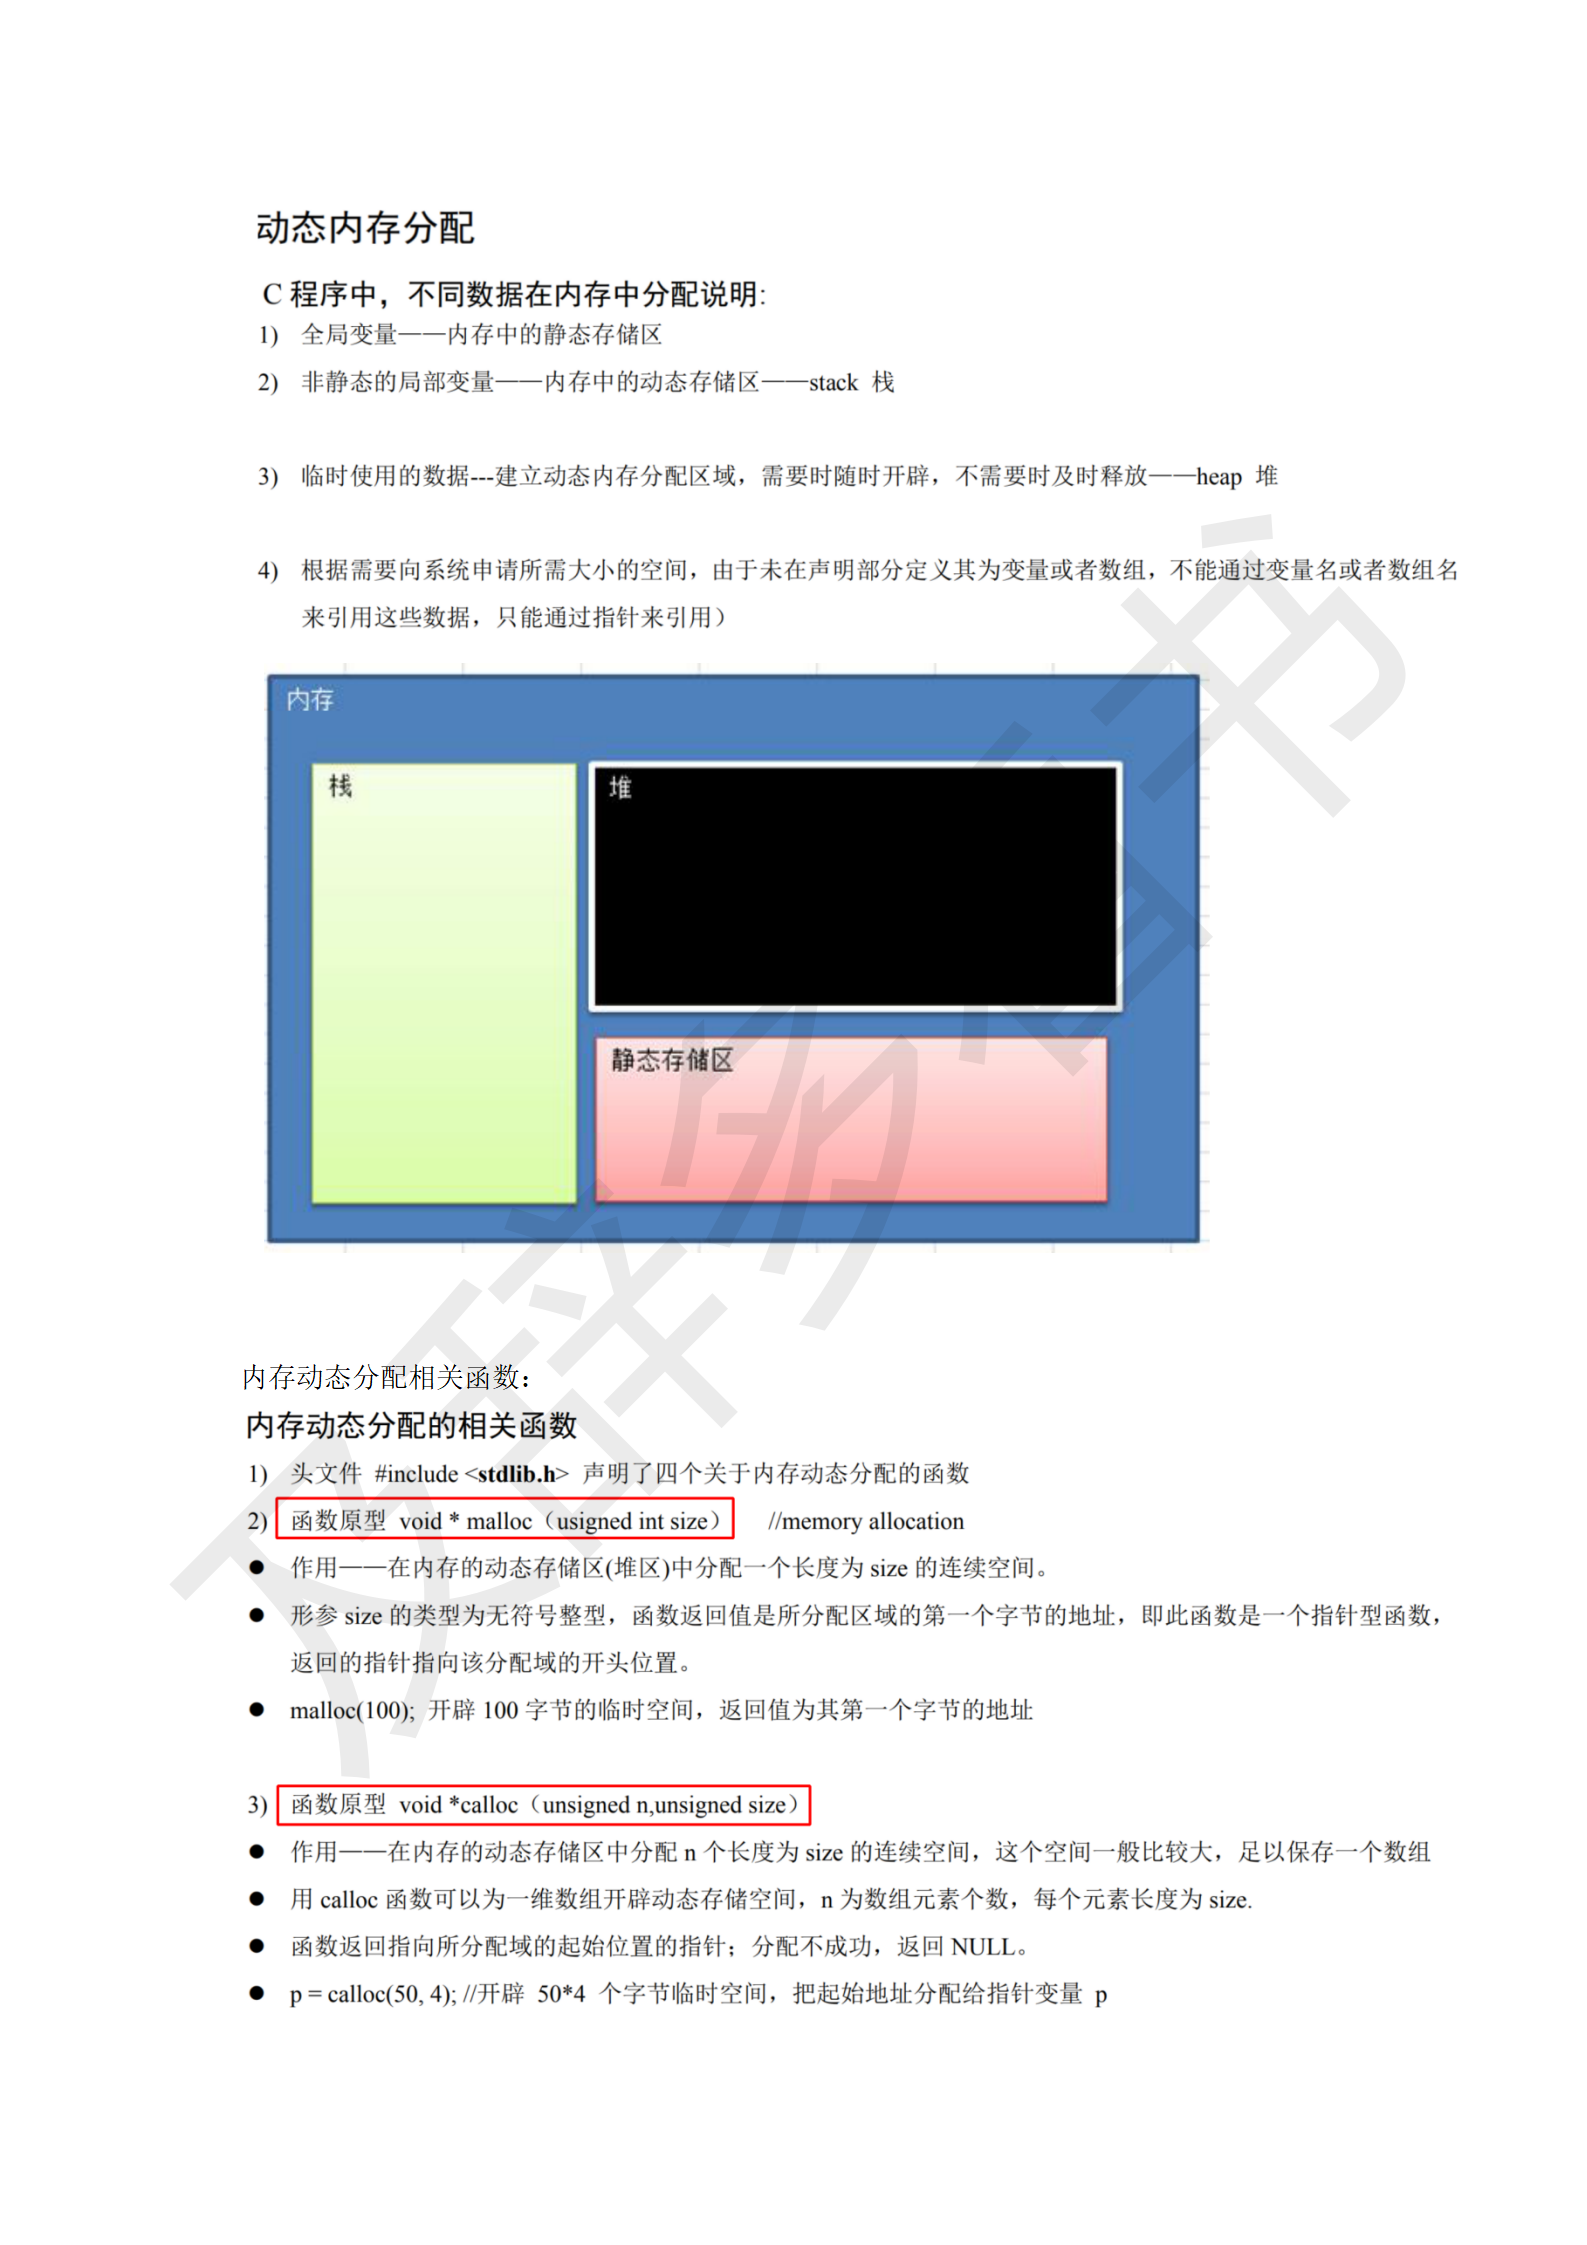 动态内存分配
C 程序中，不同数据在内存中分配说明:
1) 全局变量——内存中的静态存储区
2) 非静态的局部变量——内存中的动态存储区——stack 栈
3) 临时使用的数据---建立动态内存分配区域，需要时随时开辟，不需要时及时释放——heap 堆
4) 根据需要向系统申请所需大小的空间，由于未在声明部分定义其为变量或者数组，不能通过变量名或者数组名
来引用这些数据，只能通过指针来引用）
内存
栈
堆
静态存储区
内存动态分配相关函数：
内存动态分配的相关函数
1) 头文件 #include <stdlib.h> 声明了四个关于内存动态分配的函数
2) 函数原型 void * malloc（usigned int size） //memory allocation
● 作用——在内存的动态存储区(堆区)中分配一个长度为 size 的连续空间。
● 形参 size 的类型为无符号整型，函数返回值是所分配区域的第一个字节的地址，即此函数是一个指针型函数，
返回的指针指向该分配域的开头位置。
● malloc(100); 开辟 100 字节的临时空间，返回值为其第一个字节的地址
3) 函数原型 void *calloc（unsigned n,unsigned size）
● 作用——在内存的动态存储区中分配 n 个长度为 size 的连续空间，这个空间一般比较大，足以保存一个数组
● 用 calloc 函数可以为一维数组开辟动态存储空间，n 为数组元素个数，每个元素长度为 size.
● 函数返回指向所分配域的起始位置的指针；分配不成功，返回 NULL。
● p = calloc(50, 4); //开辟 50*4 个字节临时空间，把起始地址分配给指针变量 p